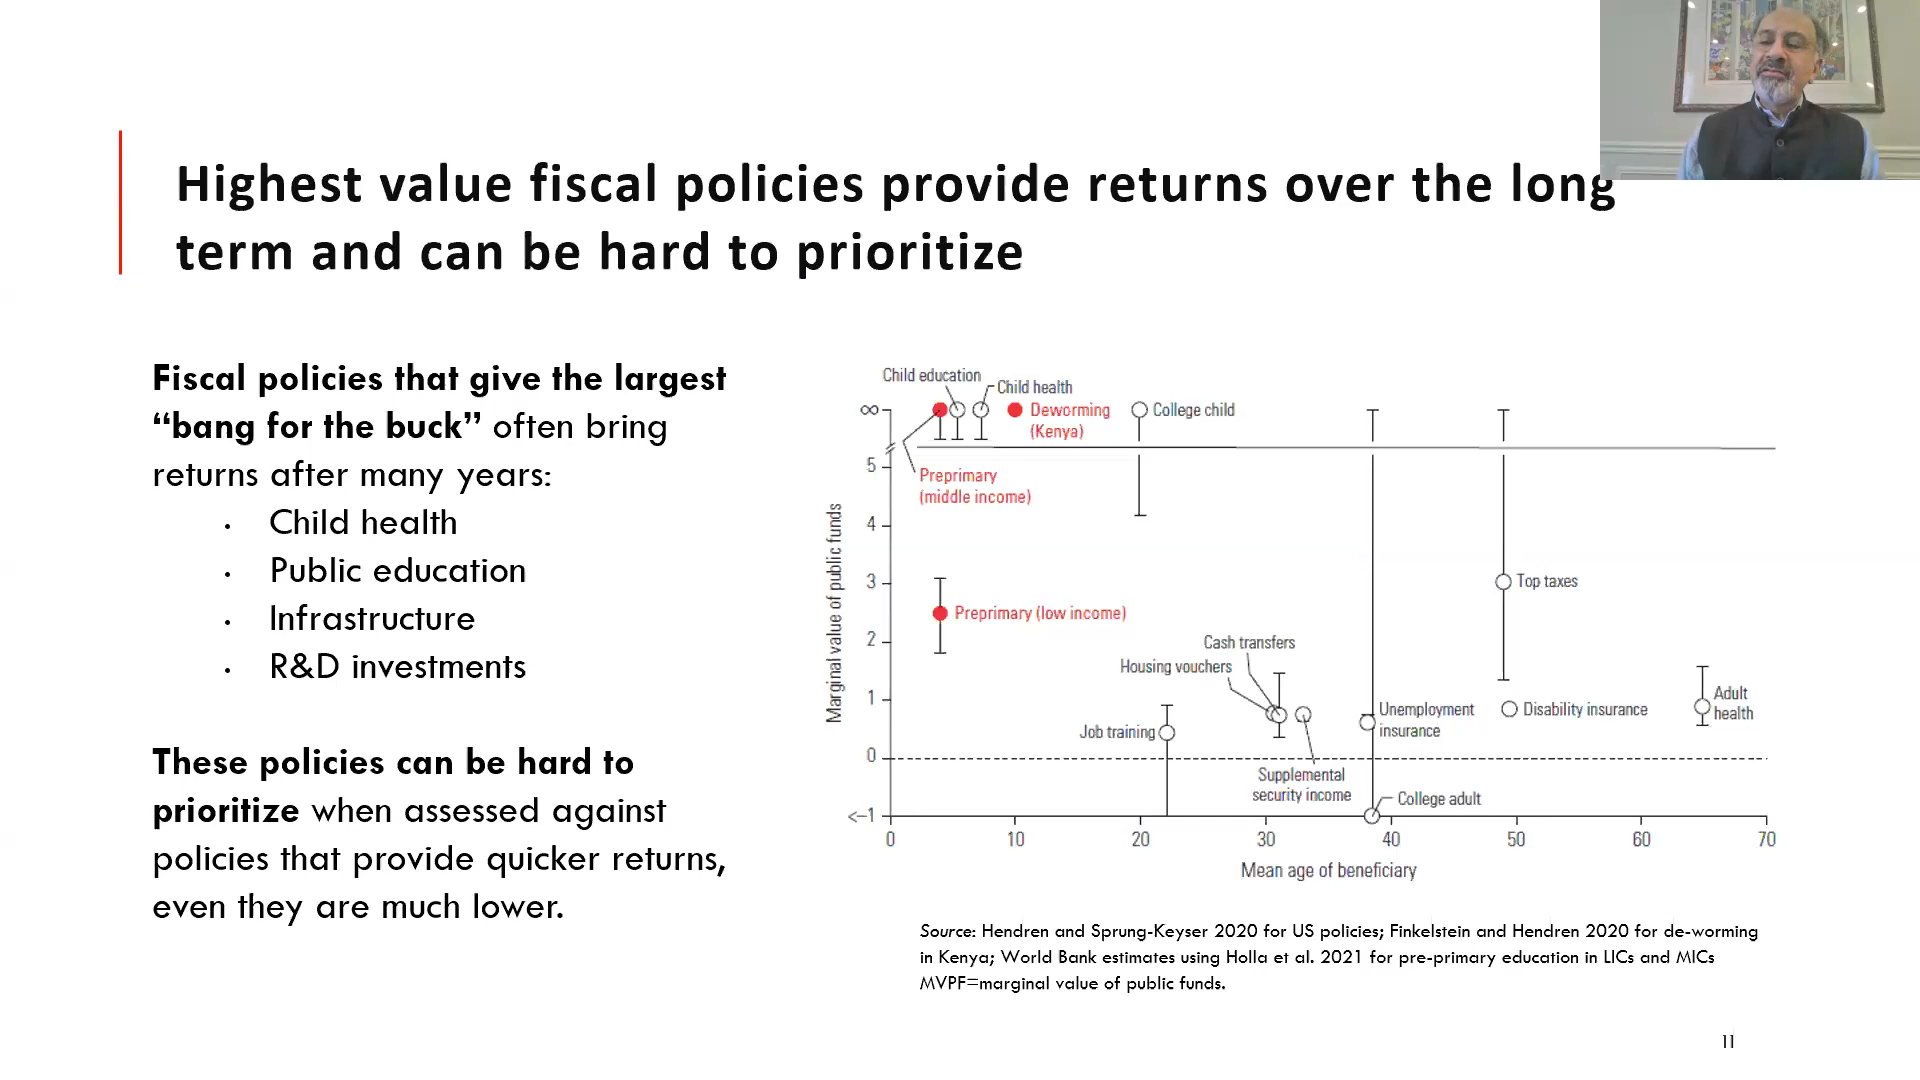 Highest value fiscal policies provide returns over the long
term and can be hard to prioritize
Fiscal policies that give the largest
“bang for the buck” often bring
returns after many years:
• Child health
• Public education
• Infrastructure
• R&D investments
These policies can be hard to
prioritize when assessed against
policies that provide quicker returns,
even they are much lower.
Child education
Child health
Deworming
(Kenya)
College child
Preprimary
(middle income)
Preprimary (low income)
Top taxes
Cash transfers
Housing vouchers
Job training
Supplemental
security income
Unemployment
insurance
Disability insurance
Adult
health
College adult
Marginal value of public funds
∞
5
4
3
2
1
0
<–1
0 10 20 30 40 50 60 70
Mean age of beneficiary
Source: Hendren and Sprung-Keyser 2020 for US policies; Finkelstein and Hendren 2020 for de-worming
in Kenya; World Bank estimates using Holla et al. 2021 for pre-primary education in LICs and MICs
MVPF=marginal value of public funds.
11